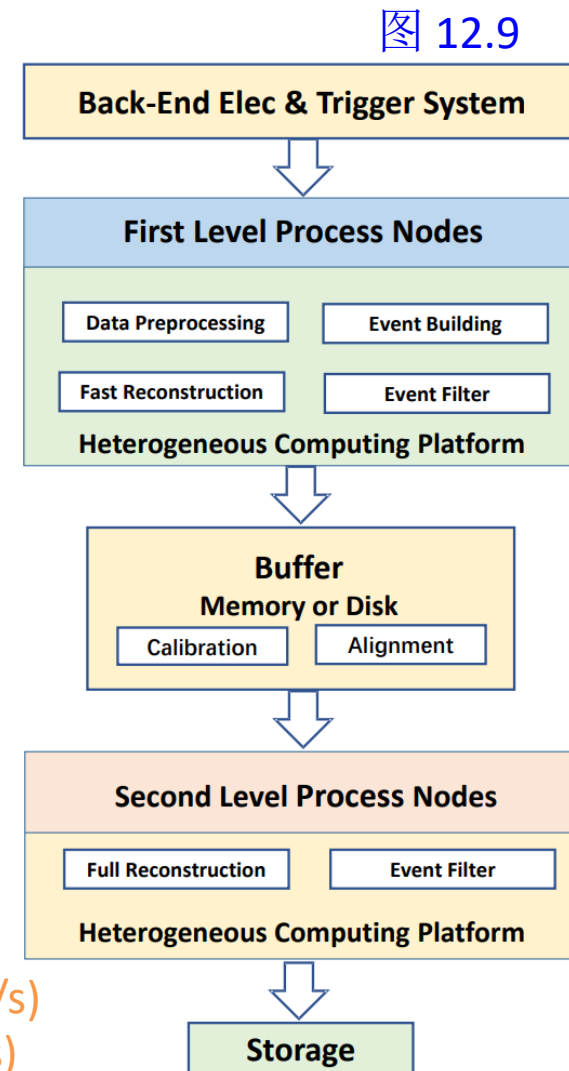 图 12.9
Back-End Elec & Trigger System
First Level Process Nodes
Data Preprocessing
Event Building
Fast Reconstruction
Event Filter
Heterogeneous Computing Platform
Buffer
Memory or Disk
Calibration
Alignment
Second Level Process Nodes
Full Reconstruction
Event Filter
Heterogeneous Computing Platform
/s)
s)
Storage